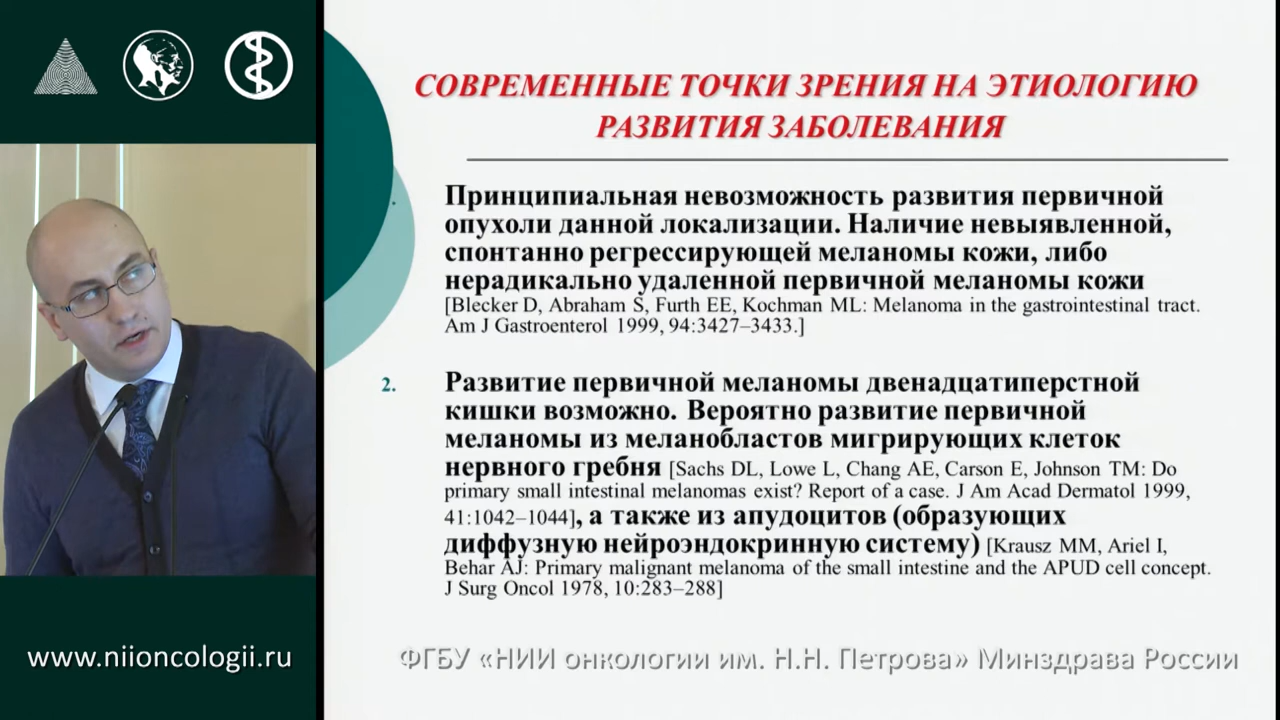 СОВРЕМЕННЫЕ ТОЧКИ ЗРЕНИЯ НА ЭТИОЛОГИЮ
РАЗВИТИЯ ЗАБОЛЕВАНИЯ
Принципиальная невозможность развития первичной
опухоли данной локализации. Наличие невыявленной,
спонтанно регрессирующей меланомы кожи, либо
нерадикально удаленной первичной меланомы кожи
[Blecker D, Abraham S, Furth EE, Kochman ML: Melanoma in the gastrointestinal tract.
Am J Gastroenterol 1999, 94:3427–3433.]
2. Развитие первичной меланомы двенадцатиперстной
кишки возможно. Вероятно развитие первичной
меланомы из меланобластов мигрирующих клеток
нервного гребня [Sachs DL, Lowe L, Chang AE, Carson E, Johnson TM: Do
primary small intestinal melanomas exist? Report of a case. J Am Acad Dermatol 1999,
41:1042–1044], а также из апудоцитов (образующих
диффузную нейроэндокринную систему) [Krausz MM, Ariel I,
Behar AJ: Primary malignant melanoma of the small intestine and the APUD cell concept.
J Surg Oncol 1978, 10:283–288]
www.niioncologii.ru
ФГБУ «НИИ онкологии им. Н.Н. Петрова» Минздрава России